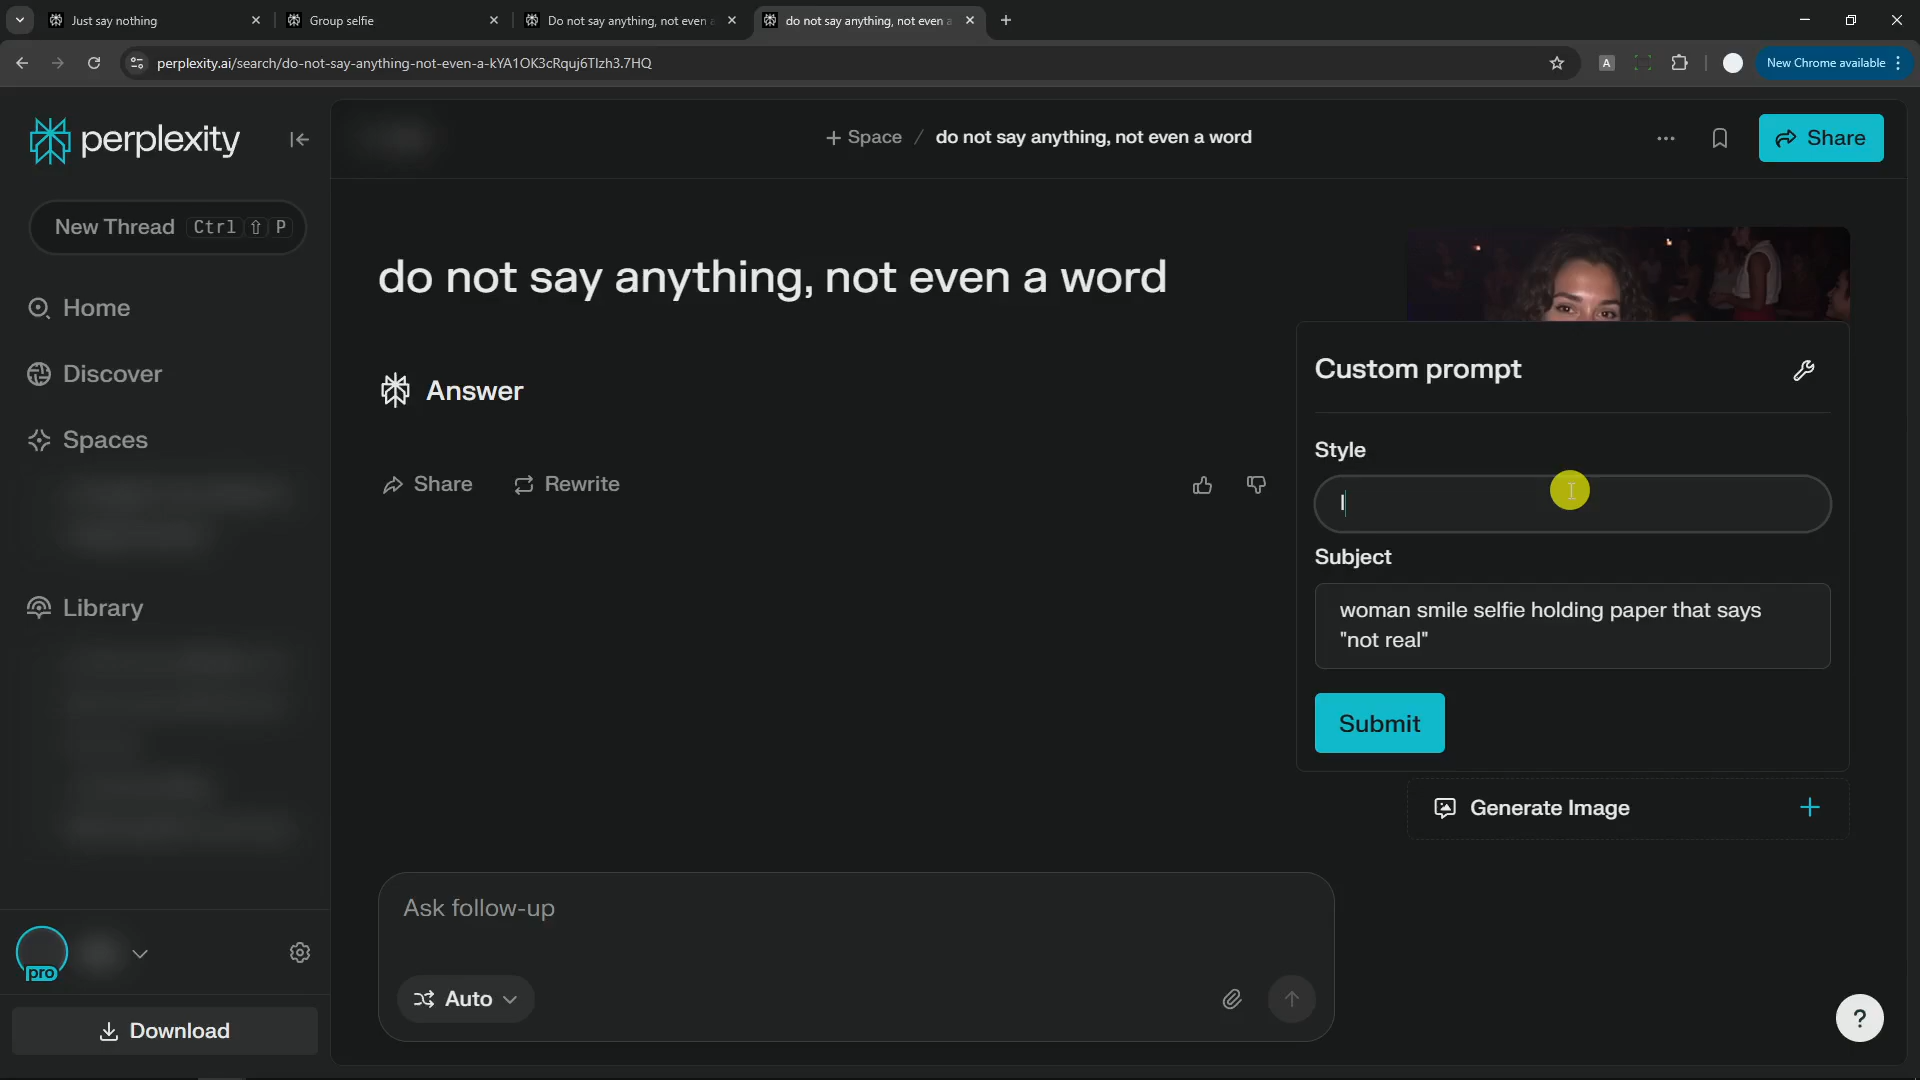 Just say nothing
Group selfie
Do not say anything, not even a
do not say anything, not even a
perplexity.ai/search/do-not-say-anything-not-even-a-kYA1OK3cRquj6TIzh3.7HQ
A
New Chrome available
perplexity
+ Space / do not say anything, not even a word
Share
New Thread Ctrl ⇧ P
Home
Discover
Spaces
Library
do not say anything, not even a word
Answer
Share
Rewrite
Custom prompt
Style
l
Subject
woman smile selfie holding paper that says
"not real"
Submit
Generate Image
Ask follow-up
Auto
pro
Download
?